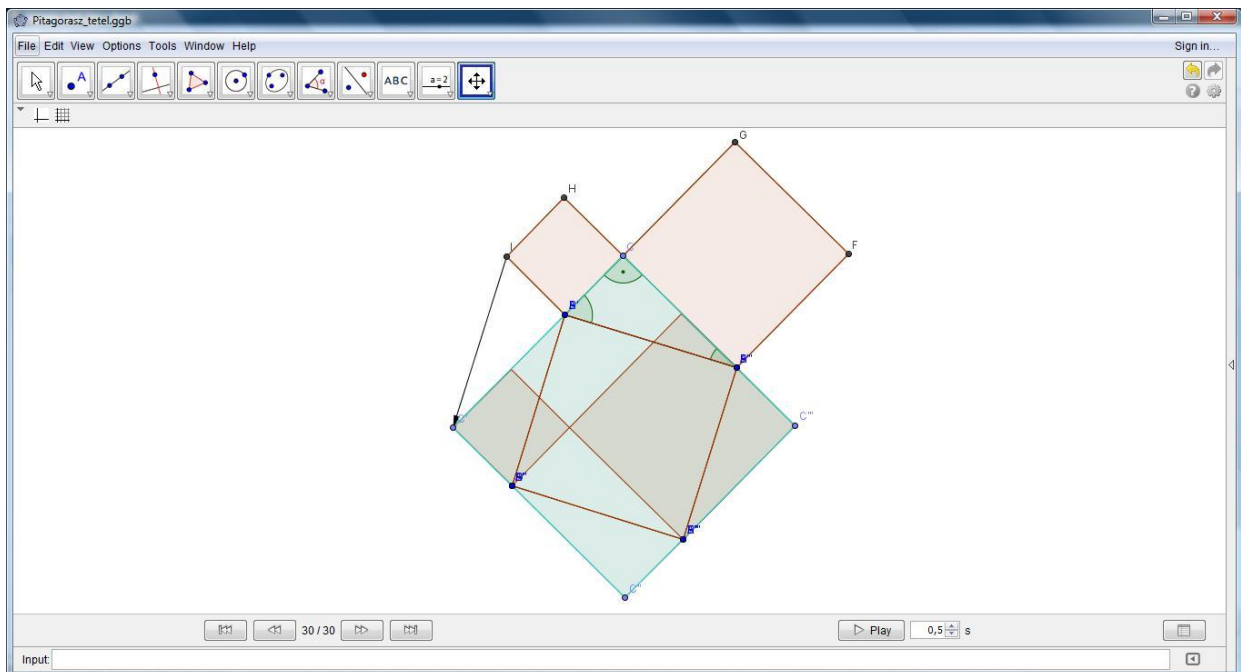 Pitagorasz_tetel.ggb
File Edit View Options Tools Window Help
Sign in...
A
α
ABC
a=2
G
H
F
I
C
C'
C'''
C''
30 / 30
Play
0,5
s
Input: